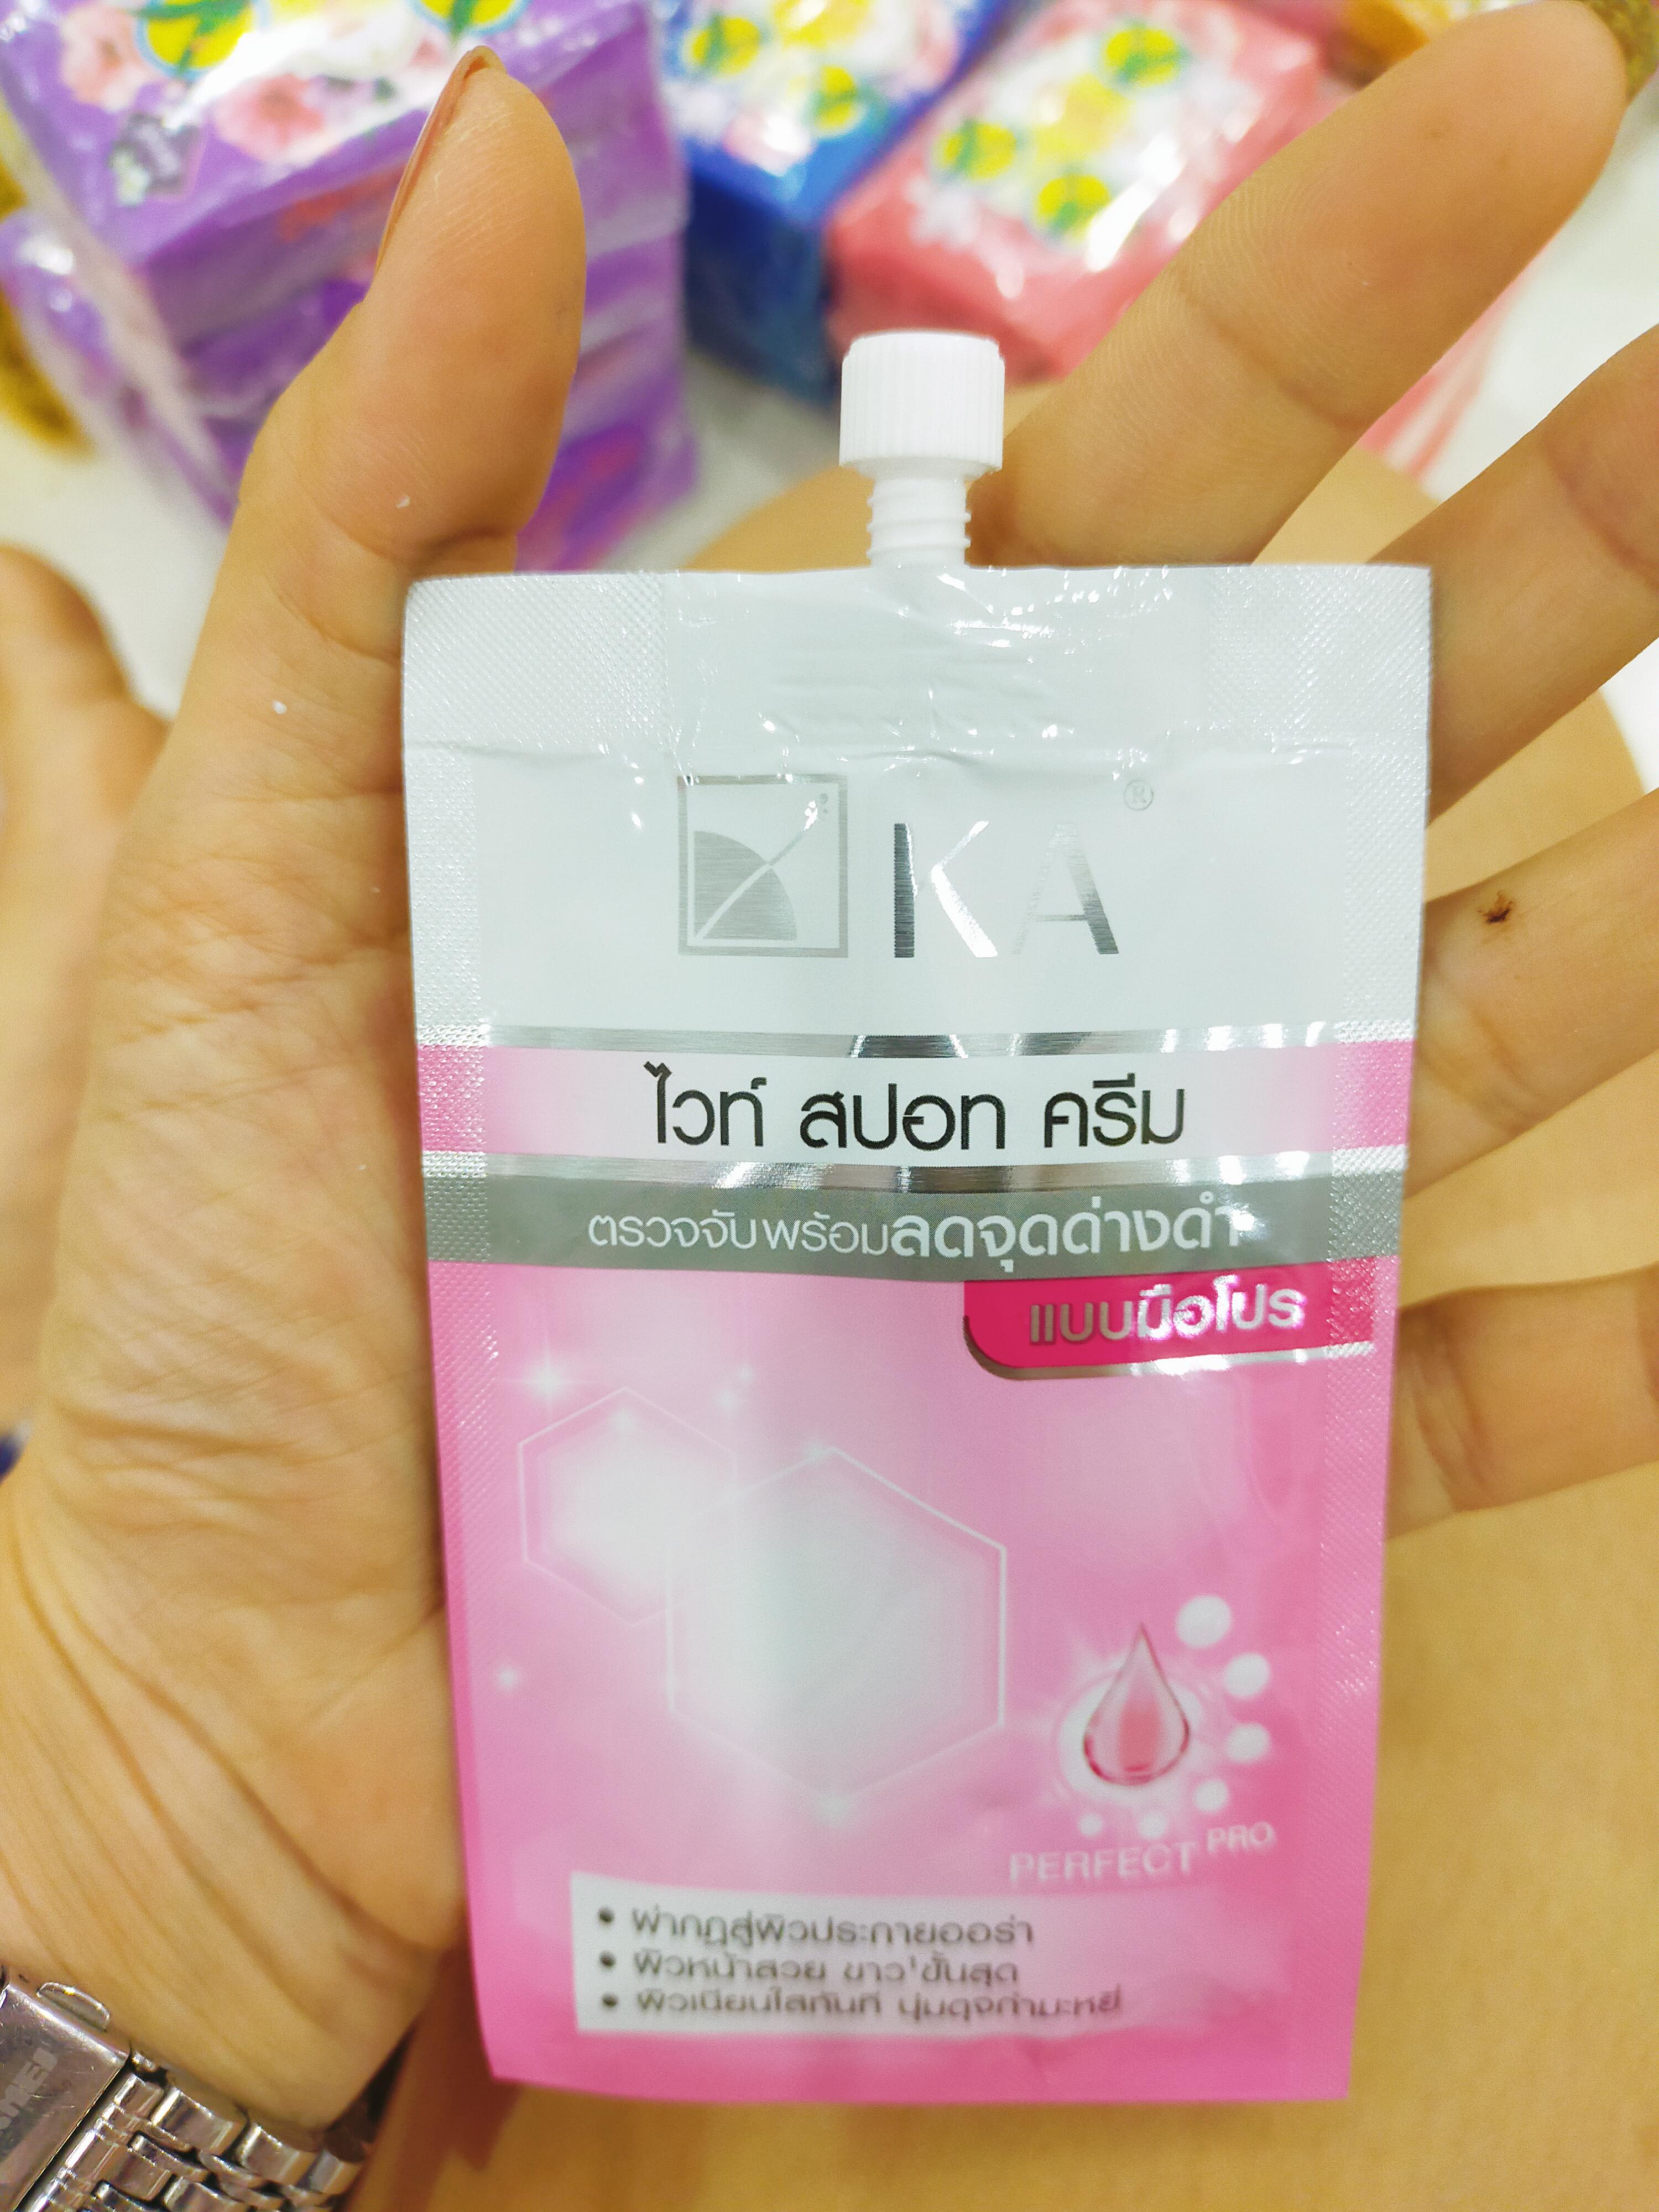 KA®
ไวท์ สปอท ครีม
ตรวจจับพร้อมลดจุดด่างดำ
แบบมือโปร
PERFECT PRO
• ฝ่ากฎสู่ผิวประกายออร่า
• ผิวหน้าสวย ขาว'ขั้นสุด
• ผิวเนียนใสทันที นุ่มดุจกำมะหยี่